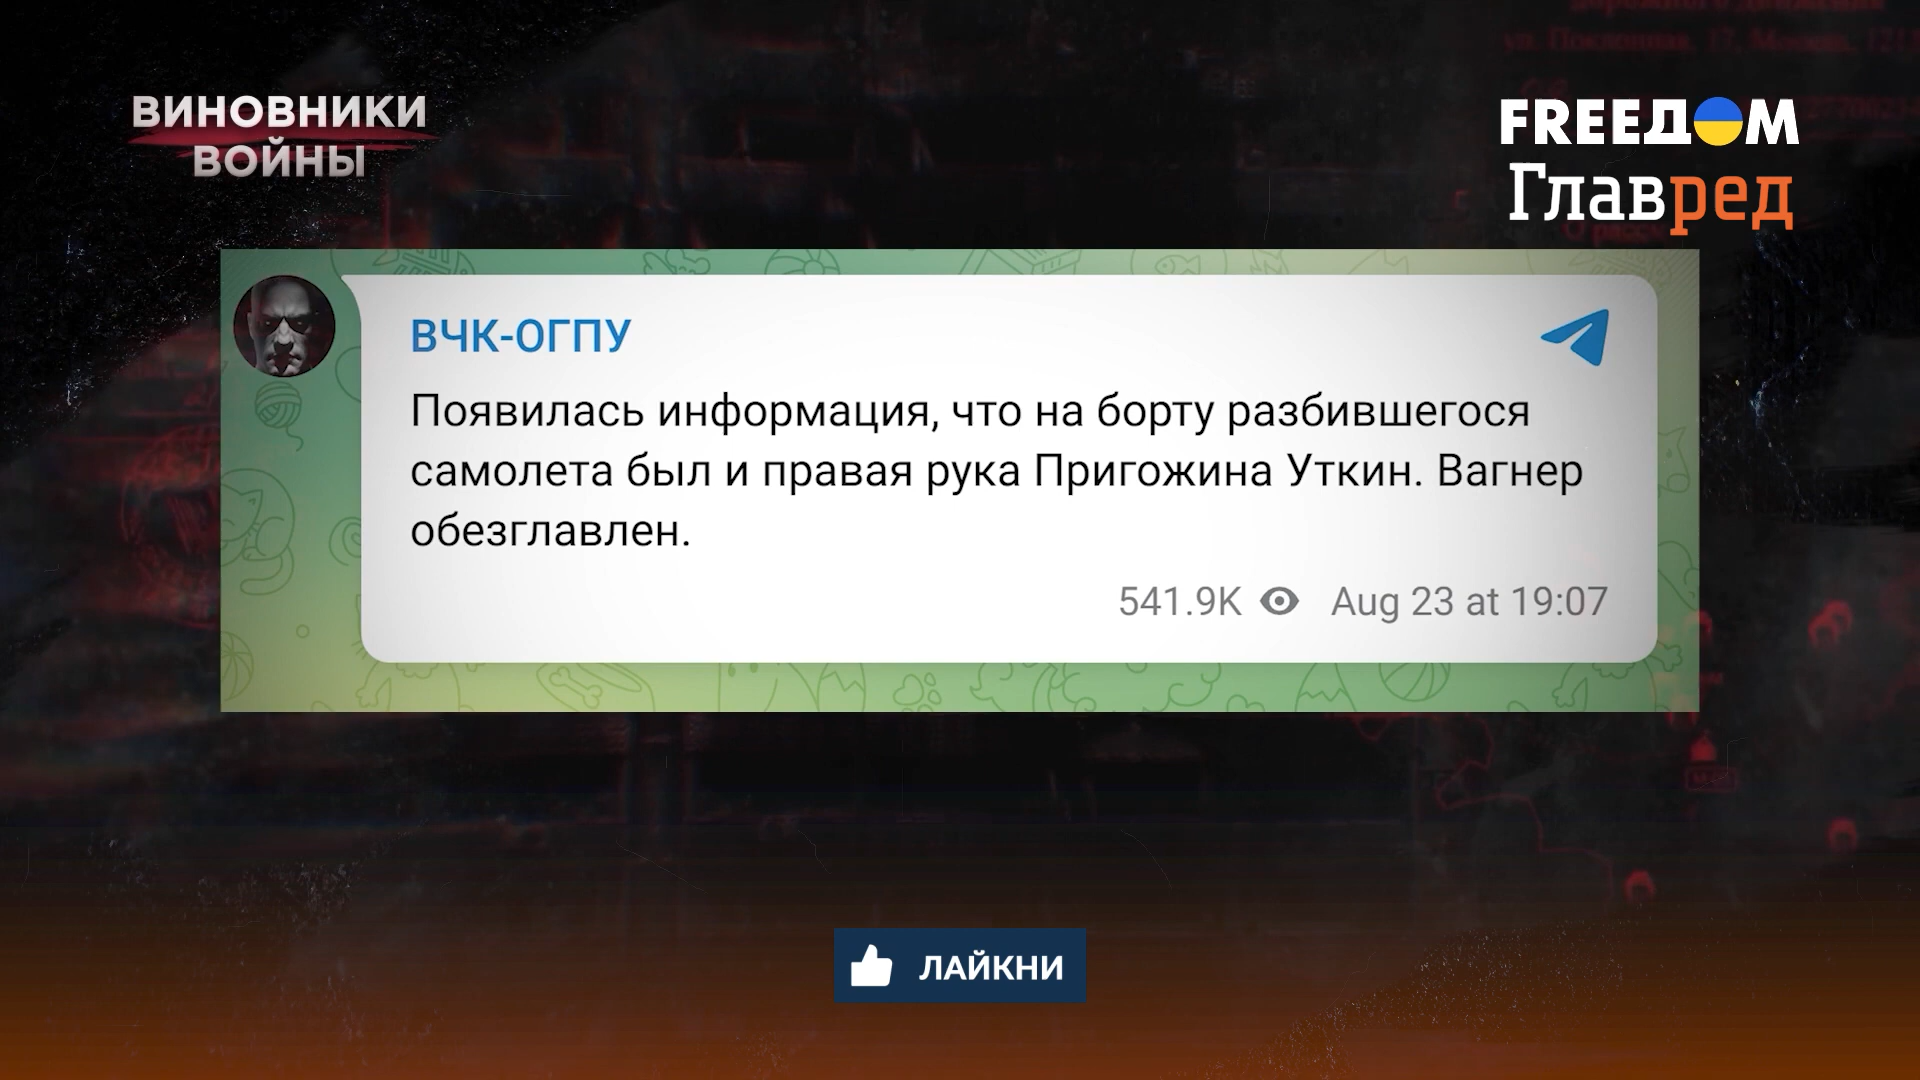 ВИНОВНИКИ
ВОЙНЫ
FREEДОМ
Главред
ВЧК-ОГПУ
Появилась информация, что на борту разбившегося
самолета был и правая рука Пригожина Уткин. Вагнер
обезглавлен.
541.9K Aug 23 at 19:07
ЛАЙКНИ